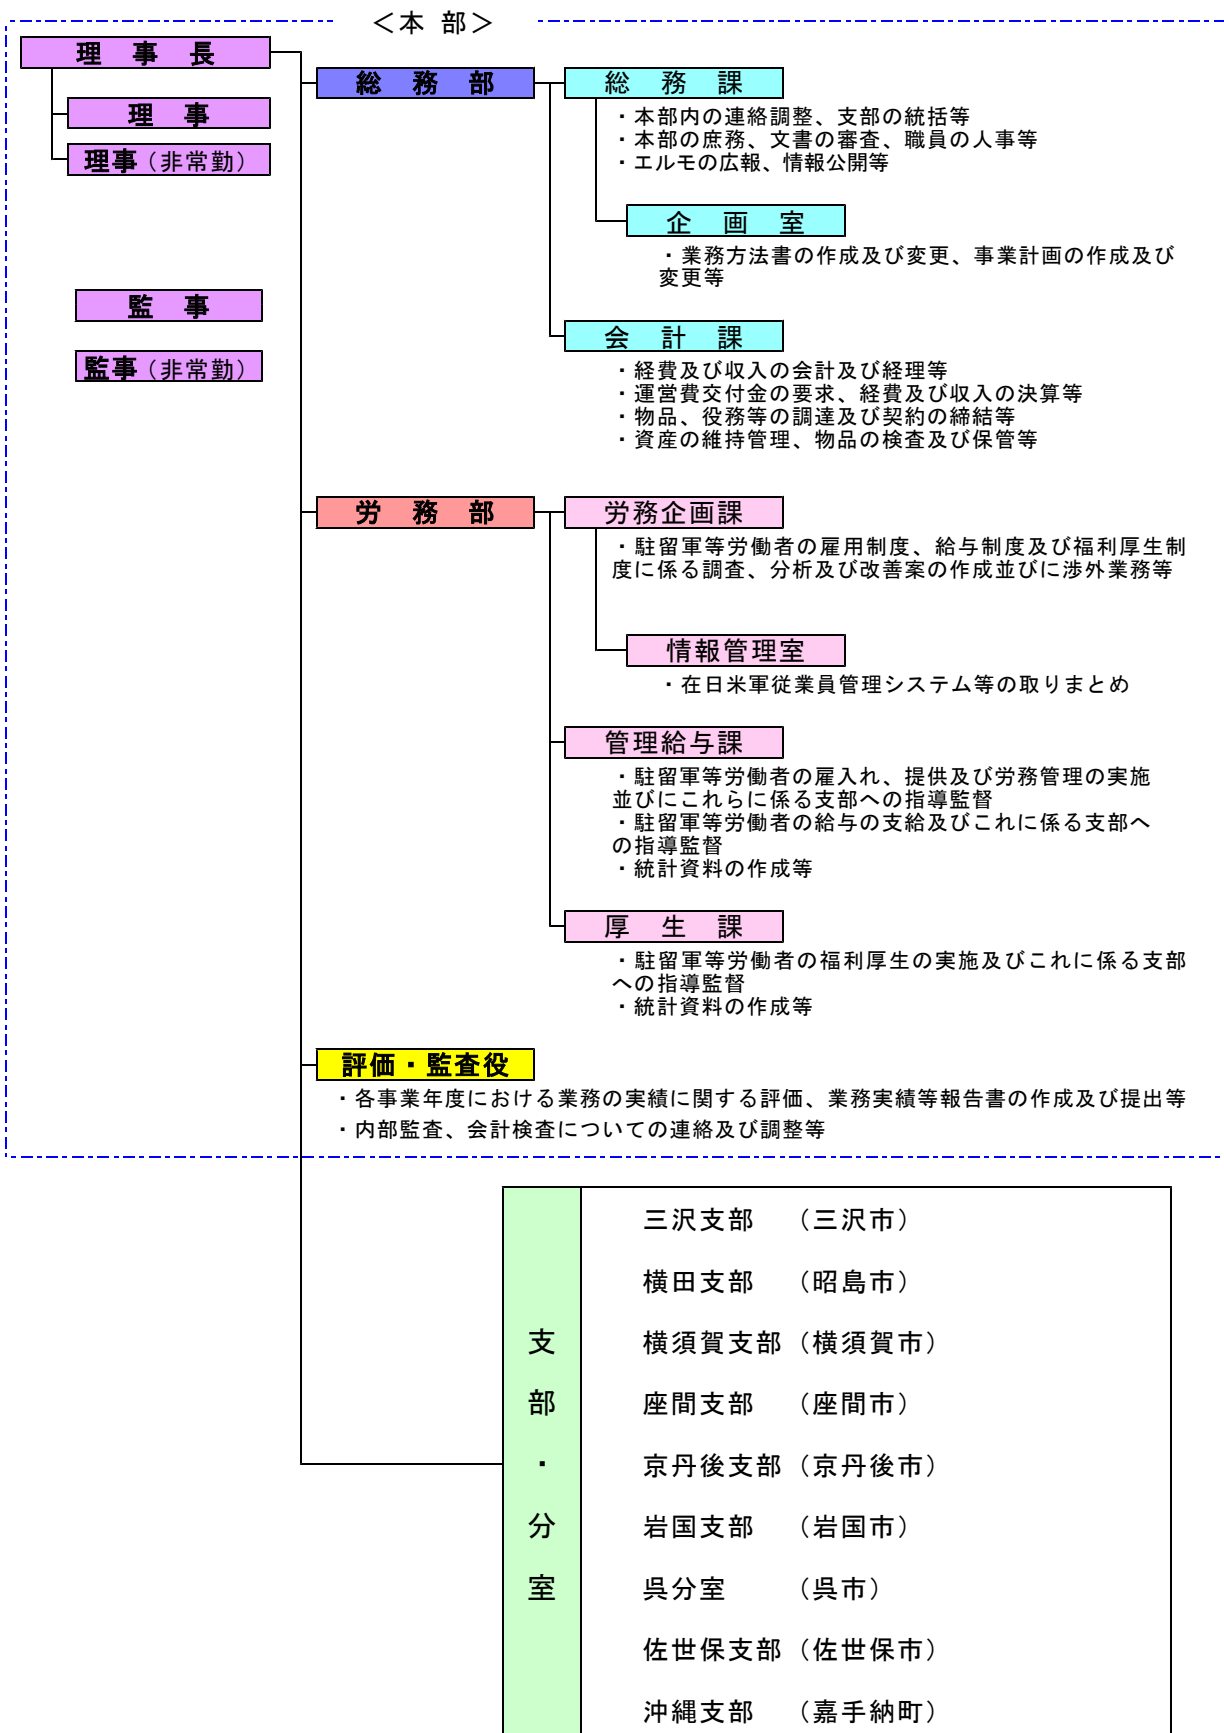 ＜本 部＞
理 事 長
理 事
理事（非常勤）
監 事
監事（非常勤）
総 務 部
総 務 課
・本部内の連絡調整、支部の統括等
・本部の庶務、文書の審査、職員の人事等
・エルモの広報、情報公開等
企 画 室
・業務方法書の作成及び変更、事業計画の作成及び
変更等
会 計 課
・経費及び収入の会計及び経理等
・運営費交付金の要求、経費及び収入の決算等
・物品、役務等の調達及び契約の締結等
・資産の維持管理、物品の検査及び保管等
労 務 部
労務企画課
・駐留軍等労働者の雇用制度、給与制度及び福利厚生制
度に係る調査、分析及び改善案の作成並びに渉外業務等
情報管理室
・在日米軍従業員管理システム等の取りまとめ
管理給与課
・駐留軍等労働者の雇入れ、提供及び労務管理の実施
並びにこれらに係る支部への指導監督
・駐留軍等労働者の給与の支給及びこれに係る支部へ
の指導監督
・統計資料の作成等
厚 生 課
・駐留軍等労働者の福利厚生の実施及びこれに係る支部
への指導監督
・統計資料の作成等
評価・監査役
・各事業年度における業務の実績に関する評価、業務実績等報告書の作成及び提出等
・内部監査、会計検査についての連絡及び調整等
支部・分室
三沢支部 （三沢市）
横田支部 （昭島市）
横須賀支部（横須賀市）
座間支部 （座間市）
京丹後支部（京丹後市）
岩国支部 （岩国市）
呉分室 （呉市）
佐世保支部（佐世保市）
沖縄支部 （嘉手納町）